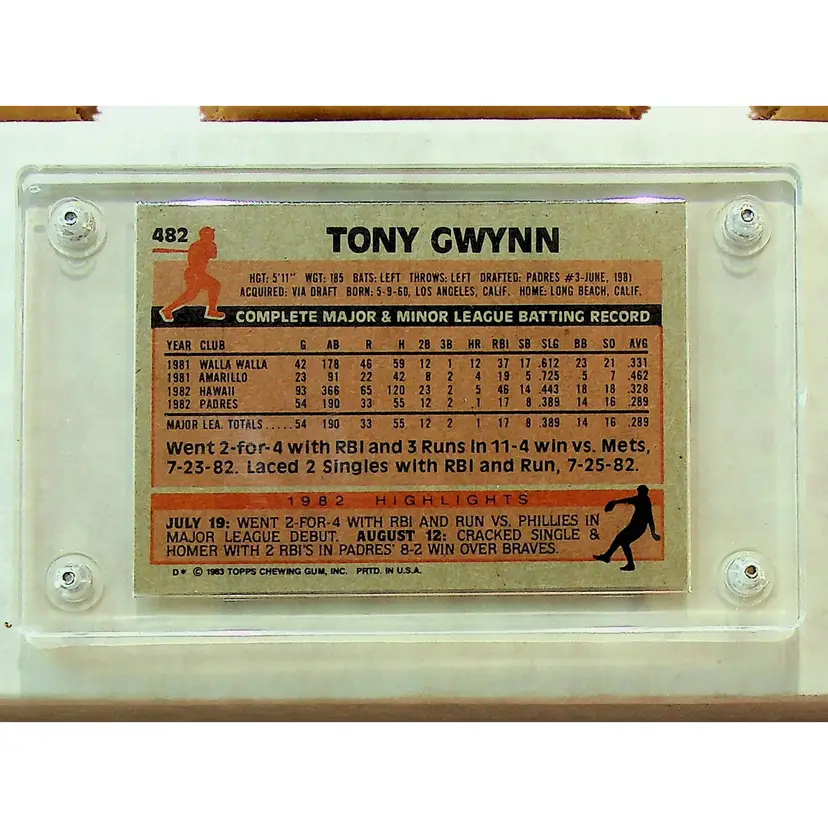 482 TONY GWYNN
HGT: 5'11" WGT: 185 BATS: LEFT THROWS: LEFT DRAFTED: PADRES #3-JUNE, 1981
ACQUIRED: VIA DRAFT BORN: 5-9-60, LOS ANGELES, CALIF. HOME: LONG BEACH, CALIF.
COMPLETE MAJOR & MINOR LEAGUE BATTING RECORD
YEAR CLUB G AB R H 2B 3B HR RBI SB SLG BB SO AVG
1981 WALLA WALLA 42 178 46 59 12 1 12 37 17 .612 23 21 .331
1981 AMARILLO 23 91 22 42 8 2 4 19 5 .725 5 7 .462
1982 HAWAII 93 366 65 120 23 2 5 46 14 .443 18 18 .328
1982 PADRES 54 190 33 55 12 2 1 17 8 .389 14 16 .289
MAJOR LEA. TOTALS.....54 190 33 55 12 2 1 17 8 .389 14 16 .289
Went 2-for-4 with RBI and 3 Runs in 11-4 win vs. Mets,
7-23-82. Laced 2 Singles with RBI and Run, 7-25-82.
1982 HIGHLIGHTS
JULY 19: WENT 2-FOR-4 WITH RBI AND RUN VS. PHILLIES IN
MAJOR LEAGUE DEBUT. AUGUST 12: CRACKED SINGLE &
HOMER WITH 2 RBI'S IN PADRES' 8-2 WIN OVER BRAVES.
D* © 1983 TOPPS CHEWING GUM, INC. PRTD. IN U.S.A.